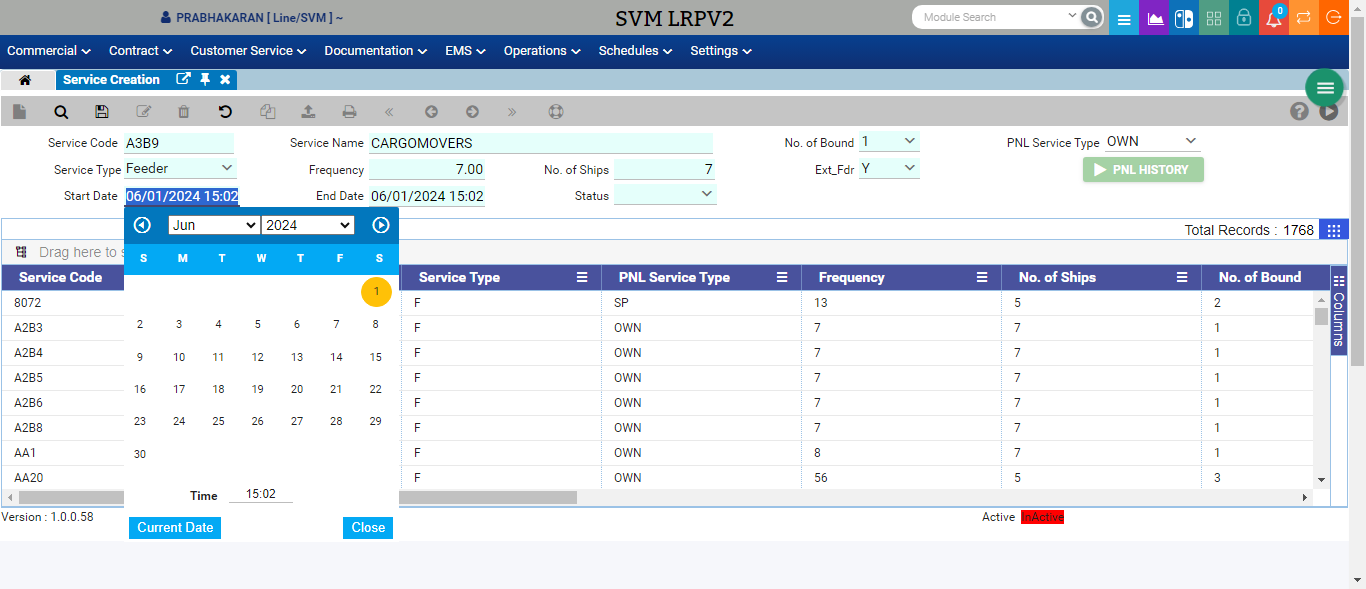 PRABHAKARAN [ Line/SVM ] ~ SVM LRPV2 Module Search 0
Commercial Contract Customer Service Documentation EMS Operations Schedules Settings
Service Creation
Service Code A3B9 Service Name CARGOMOVERS No. of Bound 1 PNL Service Type OWN
Service Type Feeder Frequency 7.00 No. of Ships 7 Ext_Fdr Y PNL HISTORY
Start Date 06/01/2024 15:02 End Date 06/01/2024 15:02 Status
Jun 2024
Total Records : 1768
Drag here to s
S M T W T F S
Service Code Service Type PNL Service Type Frequency No. of Ships No. of Bound
Columns
1
8072 F SP 13 5 2
2 3 4 5 6 7 8
A2B3 F OWN 7 7 1
A2B4 F OWN 7 7 1
9 10 11 12 13 14 15
A2B5 F OWN 7 7 1
16 17 18 19 20 21 22
A2B6 F OWN 7 7 1
23 24 25 26 27 28 29
A2B8 F OWN 7 7 1
30
AA1 F OWN 8 7 1
AA20 F OWN 56 5 3
Time 15:02
Version : 1.0.0.58 Active InActive
Current Date Close